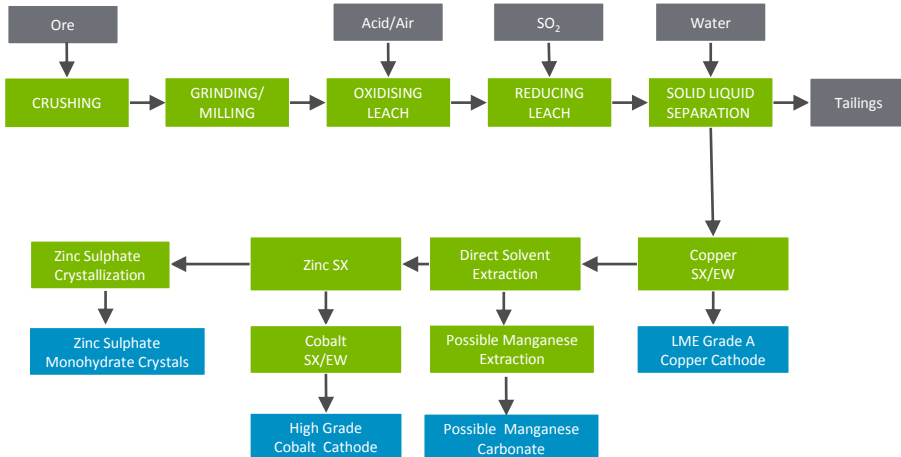 Ore
Acid/Air
SO₂
Water
CRUSHING
GRINDING/
MILLING
OXIDISING
LEACH
REDUCING
LEACH
SOLID LIQUID
SEPARATION
Tailings
Zinc Sulphate
Crystallization
Zinc SX
Direct Solvent
Extraction
Copper
SX/EW
Zinc Sulphate
Monohydrate Crystals
Cobalt
SX/EW
Possible Manganese
Extraction
LME Grade A
Copper Cathode
High Grade
Cobalt Cathode
Possible Manganese
Carbonate